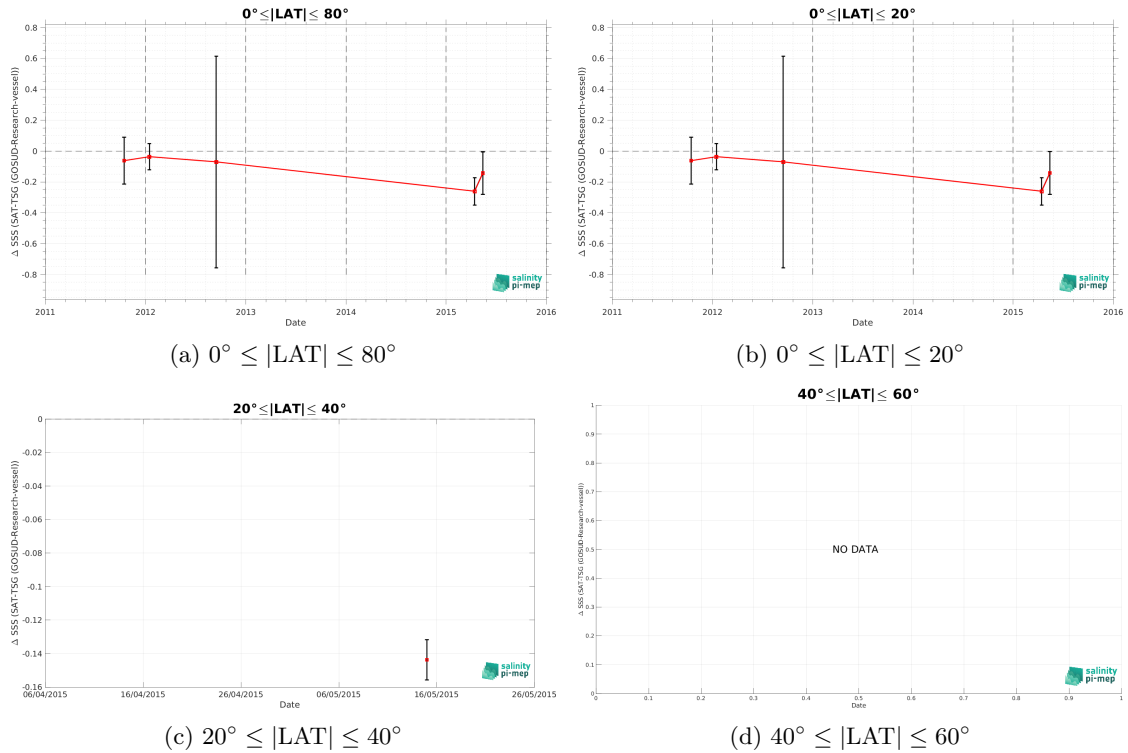 0°≤|LAT|≤ 80°
Δ SSS (SAT-TSG (GOSUD-Research-vessel))
0.8
0.6
0.4
0.2
0
-0.2
-0.4
-0.6
-0.8
2011 2012 2013 2014 2015 2016
Date
salinity
pi-mep
(a) 0° ≤ |LAT| ≤ 80°
0°≤|LAT|≤ 20°
Δ SSS (SAT-TSG (GOSUD-Research-vessel))
0.8
0.6
0.4
0.2
0
-0.2
-0.4
-0.6
-0.8
2011 2012 2013 2014 2015 2016
Date
salinity
pi-mep
(b) 0° ≤ |LAT| ≤ 20°
20°≤|LAT|≤ 40°
Δ SSS (SAT-TSG (GOSUD-Research-vessel))
0
-0.02
-0.04
-0.06
-0.08
-0.1
-0.12
-0.14
-0.16
06/04/2015 16/04/2015 26/04/2015 06/05/2015 16/05/2015 26/05/2015
Date
salinity
pi-mep
(c) 20° ≤ |LAT| ≤ 40°
40°≤|LAT|≤ 60°
Δ SSS (SAT-TSG (GOSUD-Research-vessel))
1
0.9
0.8
0.7
0.6
0.5
0.4
0.3
0.2
0.1
0
NO DATA
0 0.1 0.2 0.3 0.4 0.5 0.6 0.7 0.8 0.9 1
Date
salinity
pi-mep
(d) 40° ≤ |LAT| ≤ 60°